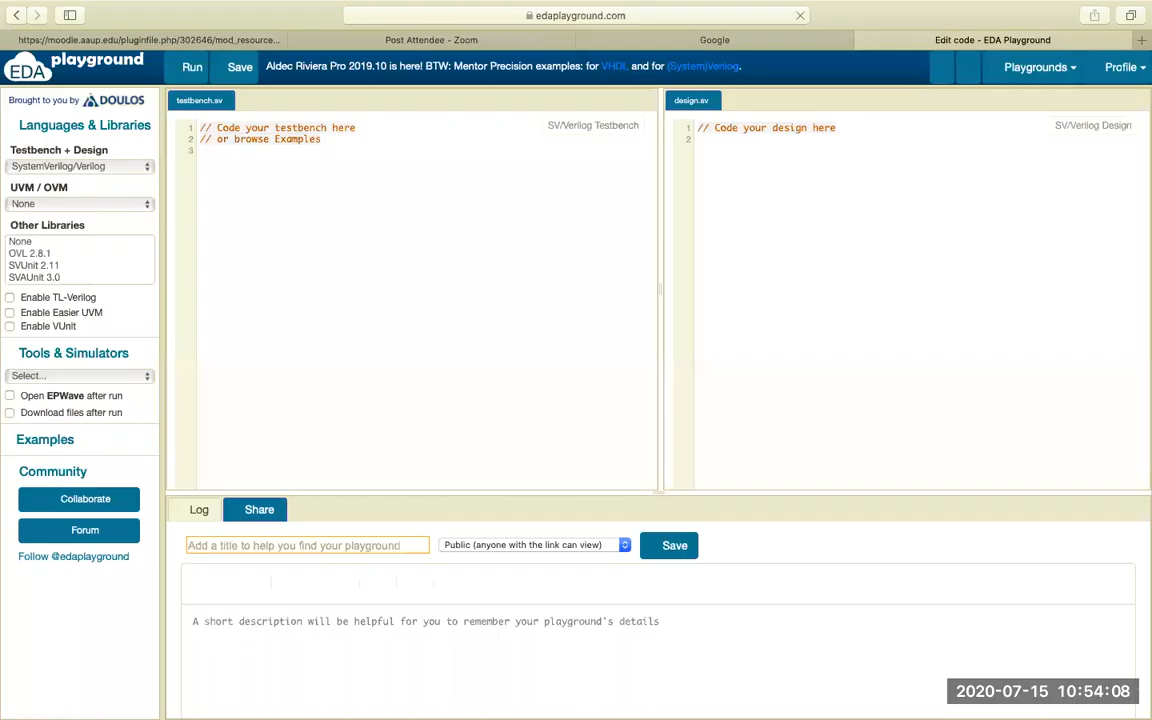 edaplayground.com
https://moodle.aaup.edu/pluginfile.php/302646/mod_resource...
Post Attendee - Zoom
Google
Edit code - EDA Playground
EDA playground
Run
Save
Aldec Riviera Pro 2019.10 is here! BTW: Mentor Precision examples: for VHDL and for (System)Verilog.
Playgrounds
Profile
Brought to you by DOULOS
Languages & Libraries
Testbench + Design
SystemVerilog/Verilog
UVM / OVM
None
Other Libraries
None
OVL 2.8.1
SVUnit 2.11
SVAUnit 3.0
Enable TL-Verilog
Enable Easier UVM
Enable VUnit
Tools & Simulators
Select...
Open EPWave after run
Download files after run
Examples
Community
Collaborate
Forum
Follow @edaplayground
testbench.sv
SV/Verilog Testbench
1 // Code your testbench here
2 // or browse Examples
3
design.sv
SV/Verilog Design
1 // Code your design here
2
Log
Share
Add a title to help you find your playground
Public (anyone with the link can view)
Save
A short description will be helpful for you to remember your playground's details
2020-07-15 10:54:08